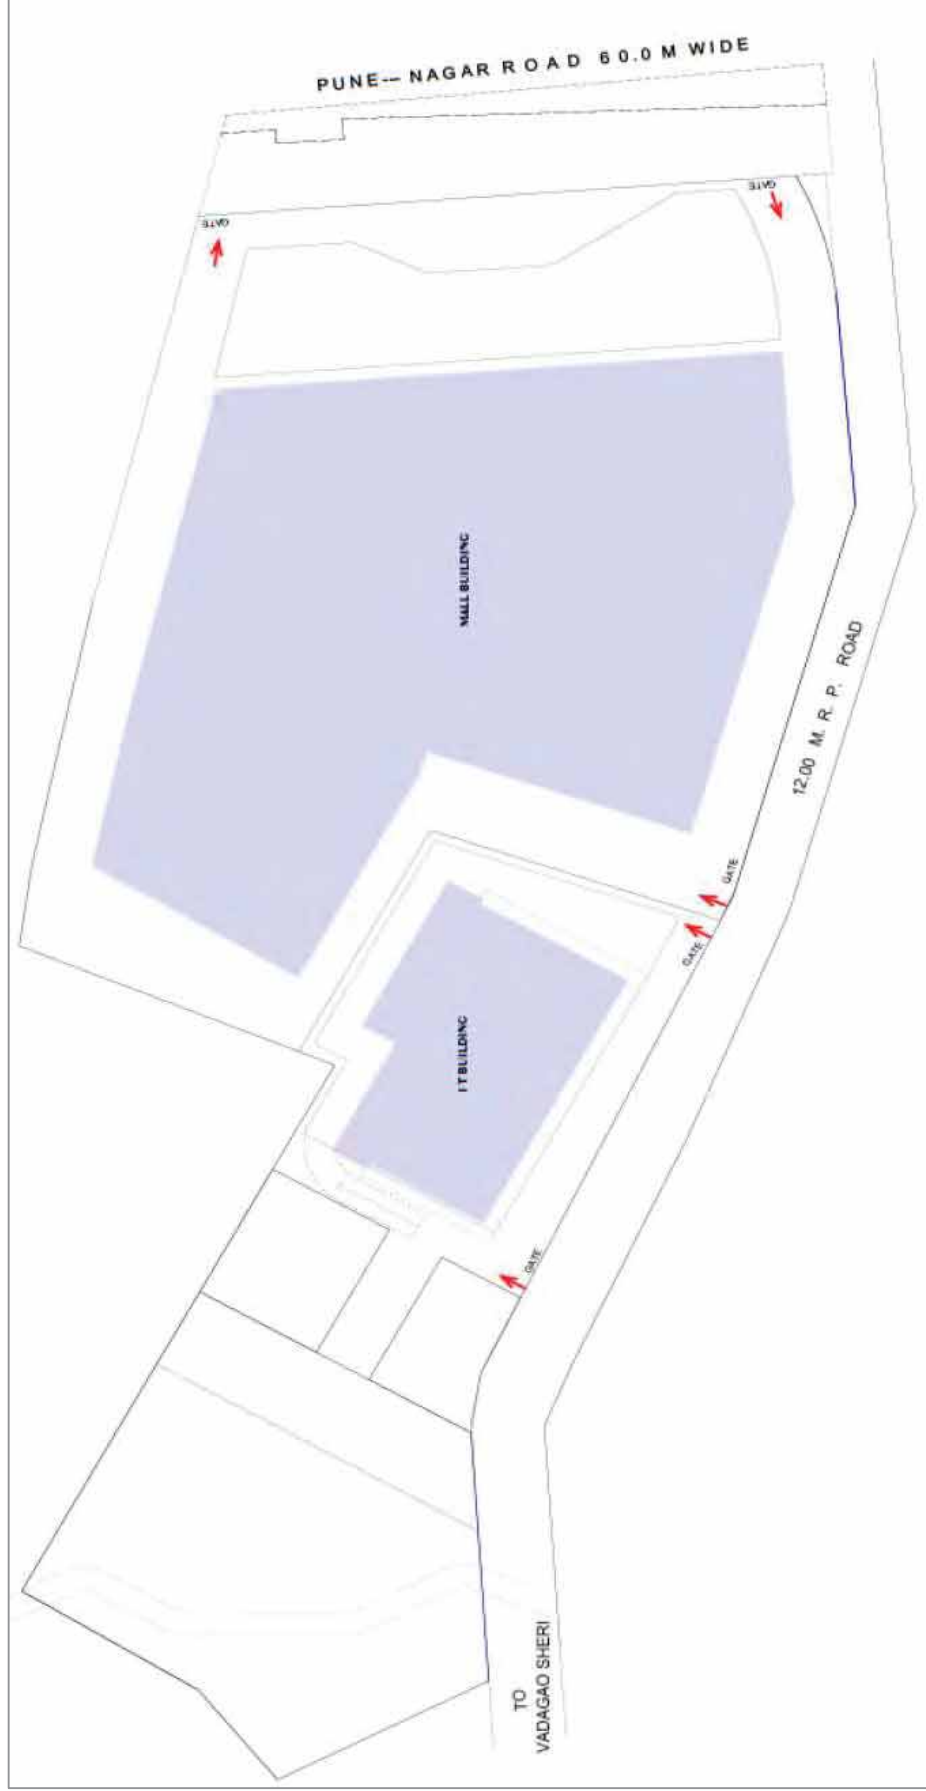 PUNE-- NAGAR ROAD 60.0 M WIDE
GATE
GATE
MALL BUILDING
12.00 M. R. P. ROAD
GATE
GATE
I T BUILDING
GATE
TO
VADAGAO SHERI